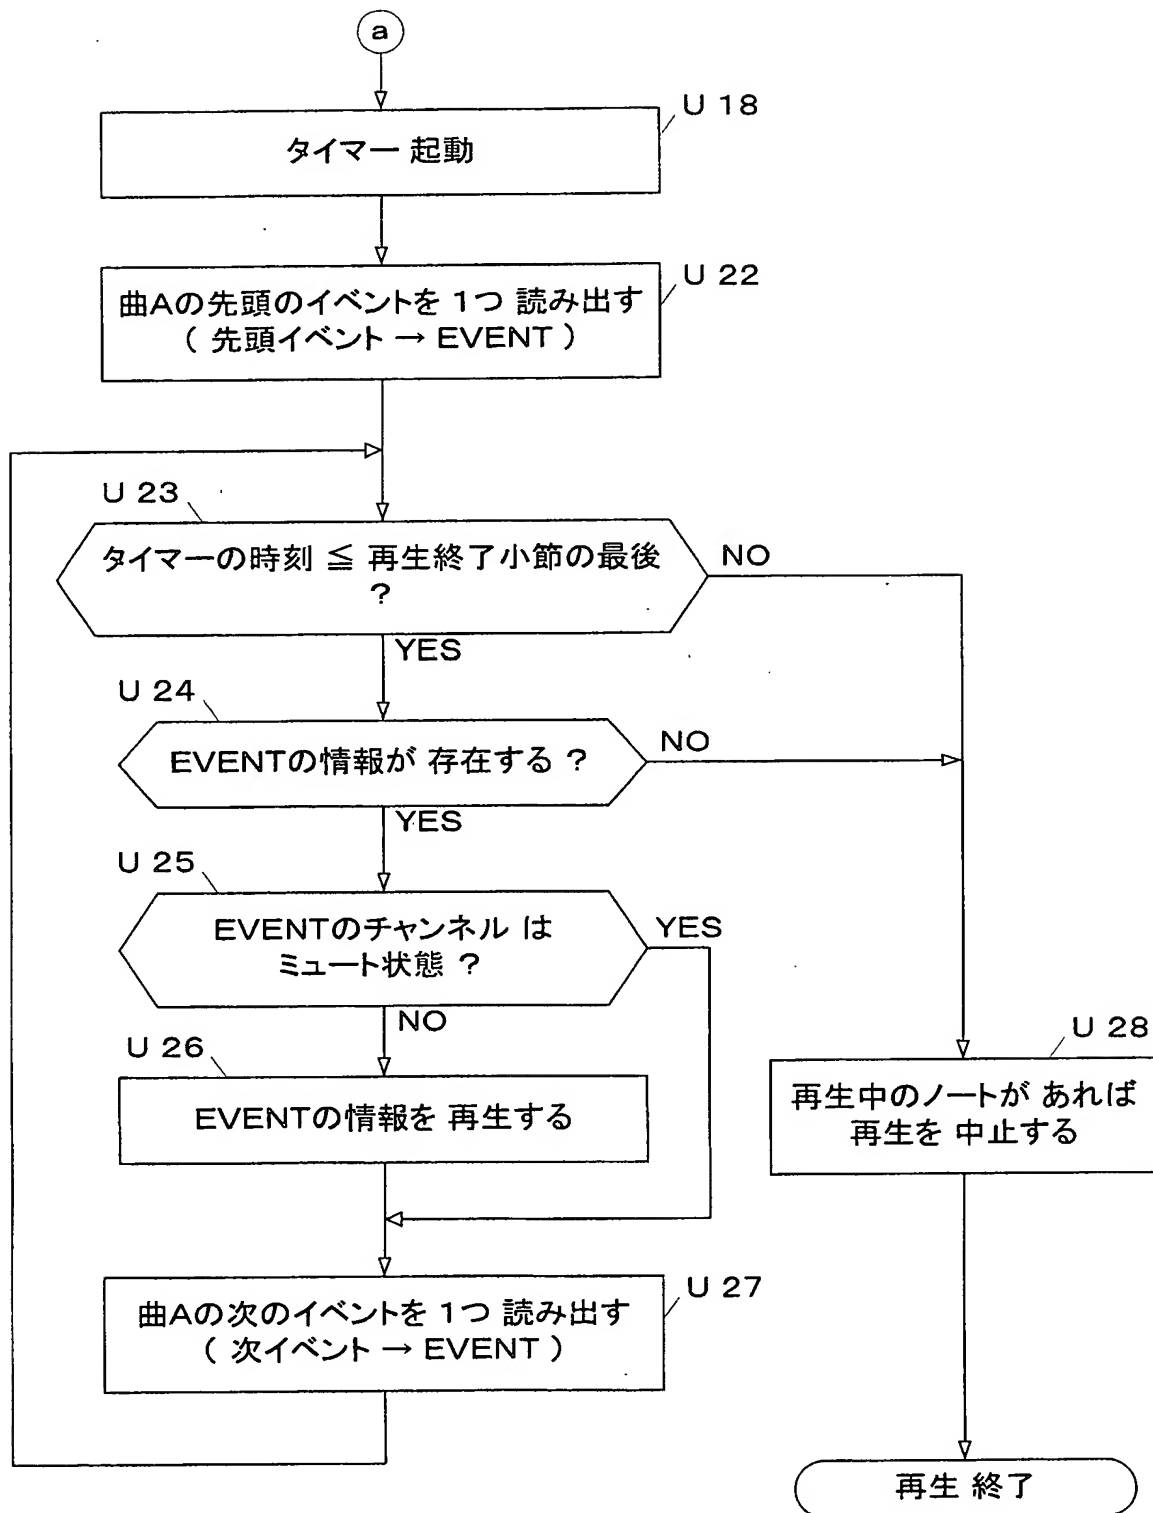 a
U 18
タイマー 起動
U 22
曲Aの先頭のイベントを 1つ 読み出す
( 先頭イベント → EVENT )
U 23
タイマーの時刻 ≦ 再生終了小節の最後
?
NO
YES
U 24
EVENTの情報が 存在する ?
NO
YES
U 25
EVENTのチャンネル は
ミュート状態 ?
YES
NO
U 26
EVENTの情報を 再生する
U 28
再生中のノートが あれば
再生を 中止する
U 27
曲Aの次のイベントを 1つ 読み出す
( 次イベント → EVENT )
再生 終了